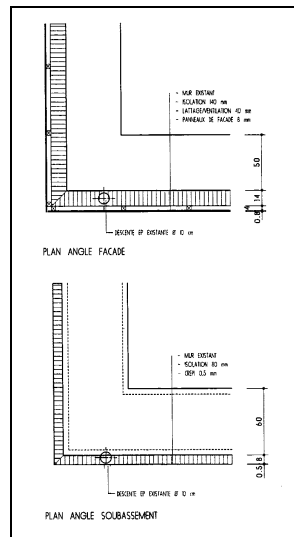 - MUR EXISTANT
- ISOLATION 140 mm
- LATTAGE/VENTILATION 40 mm
- PANNEAUX DE FACADE 8 mm
50
14
4
0.8
DESCENTE EP EXISTANTE Ø 10 cm
PLAN ANGLE FACADE
- MUR EXISTANT
- ISOLATION 80 mm
- CREPI 0,5 mm
60
8
0.5
DESCENTE EP EXISTANTE Ø 10 cm
PLAN ANGLE SOUBASSEMENT